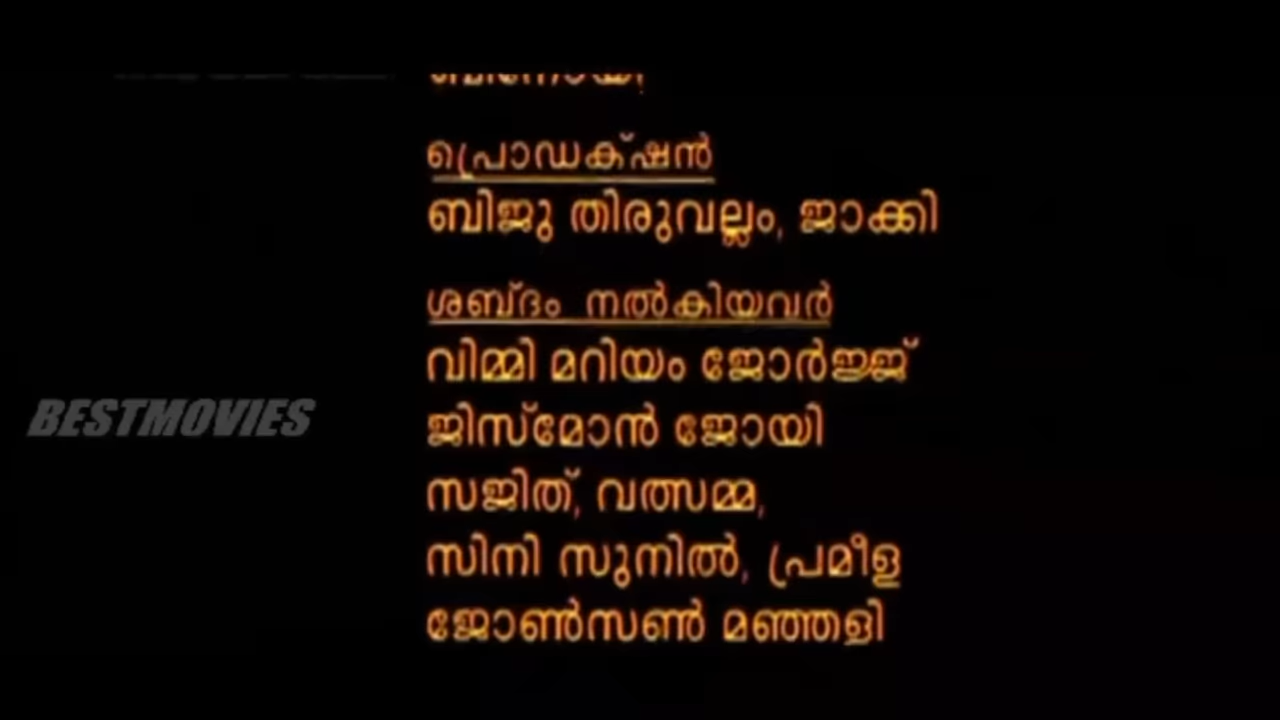 പ്രൊഡക്ഷൻ
ബിജു തിരുവല്ലം, ജാക്കി
ശബ്ദം നൽകിയവർ
വിമ്മി മറിയം ജോർജ്ജ്
ജിസ്മോൻ ജോയി
BESTMOVIES
സജിത്, വത്സമ്മ,
സിനി സുനിൽ, പ്രമീള
ജോൺസൺ മഞ്ഞളി